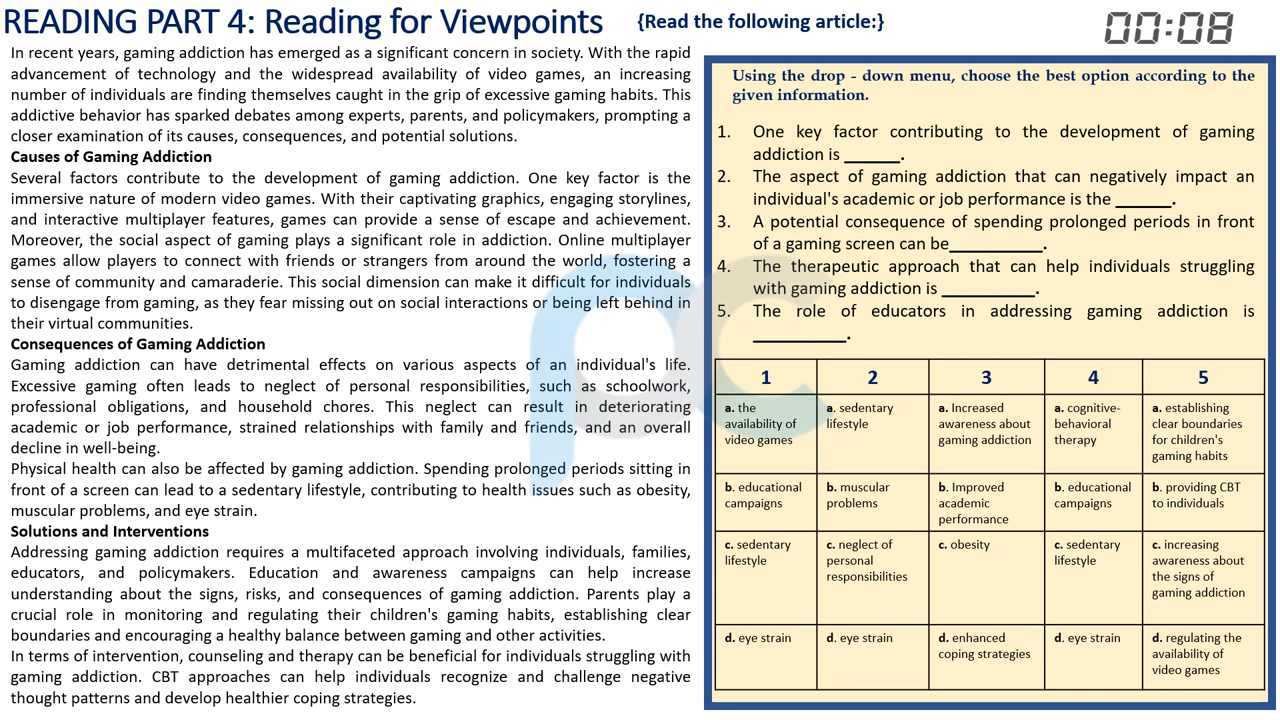 READING PART 4: Reading for Viewpoints
{Read the following article:}
00:08
In recent years, gaming addiction has emerged as a significant concern in society. With the rapid
advancement of technology and the widespread availability of video games, an increasing
number of individuals are finding themselves caught in the grip of excessive gaming habits. This
addictive behavior has sparked debates among experts, parents, and policymakers, prompting a
closer examination of its causes, consequences, and potential solutions.
Causes of Gaming Addiction
Several factors contribute to the development of gaming addiction. One key factor is the
immersive nature of modern video games. With their captivating graphics, engaging storylines,
and interactive multiplayer features, games can provide a sense of escape and achievement.
Moreover, the social aspect of gaming plays a significant role in addiction. Online multiplayer
games allow players to connect with friends or strangers from around the world, fostering a
sense of community and camaraderie. This social dimension can make it difficult for individuals
to disengage from gaming, as they fear missing out on social interactions or being left behind in
their virtual communities.
Consequences of Gaming Addiction
Gaming addiction can have detrimental effects on various aspects of an individual's life.
Excessive gaming often leads to neglect of personal responsibilities, such as schoolwork,
professional obligations, and household chores. This neglect can result in deteriorating
academic or job performance, strained relationships with family and friends, and an overall
decline in well-being.
Physical health can also be affected by gaming addiction. Spending prolonged periods sitting in
front of a screen can lead to a sedentary lifestyle, contributing to health issues such as obesity,
muscular problems, and eye strain.
Solutions and Interventions
Addressing gaming addiction requires a multifaceted approach involving individuals, families,
educators, and policymakers. Education and awareness campaigns can help increase
understanding about the signs, risks, and consequences of gaming addiction. Parents play a
crucial role in monitoring and regulating their children's gaming habits, establishing clear
boundaries and encouraging a healthy balance between gaming and other activities.
In terms of intervention, counseling and therapy can be beneficial for individuals struggling with
gaming addiction. CBT approaches can help individuals recognize and challenge negative
thought patterns and develop healthier coping strategies.
Using the drop - down menu, choose the best option according to the
given information.
1. One key factor contributing to the development of gaming
addiction is ______.
2. The aspect of gaming addiction that can negatively impact an
individual's academic or job performance is the ______.
3. A potential consequence of spending prolonged periods in front
of a gaming screen can be__________.
4. The therapeutic approach that can help individuals struggling
with gaming addiction is __________.
5. The role of educators in addressing gaming addiction is
__________.
1 2 3 4 5
a. the
availability of
video games
a. sedentary
lifestyle
a. Increased
awareness about
gaming addiction
a. cognitive-
behavioral
therapy
a. establishing
clear boundaries
for children's
gaming habits
b. educational
campaigns
b. muscular
problems
b. Improved
academic
performance
b. educational
campaigns
b. providing CBT
to individuals
c. sedentary
lifestyle
c. neglect of
personal
responsibilities
c. obesity
c. sedentary
lifestyle
c. increasing
awareness about
the signs of
gaming addiction
d. eye strain
d. eye strain
d. enhanced
coping strategies
d. eye strain
d. regulating the
availability of
video games